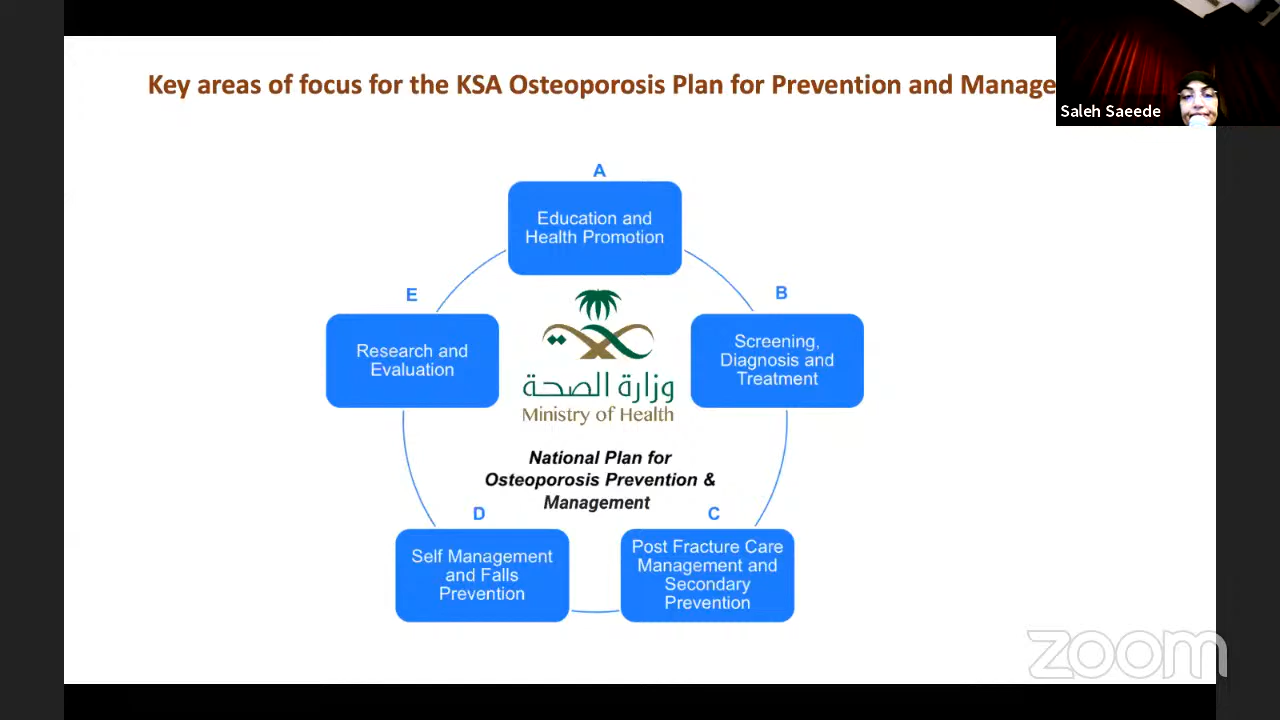 Key areas of focus for the KSA Osteoporosis Plan for Prevention and Manage
Saleh Saeede
A
Education and
Health Promotion
E
B
Research and
Evaluation
Screening,
Diagnosis and
Treatment
وزارة الصحة
Ministry of Health
National Plan for
Osteoporosis Prevention &
Management
D
C
Self Management
and Falls
Prevention
Post Fracture Care
Management and
Secondary
Prevention
zoom